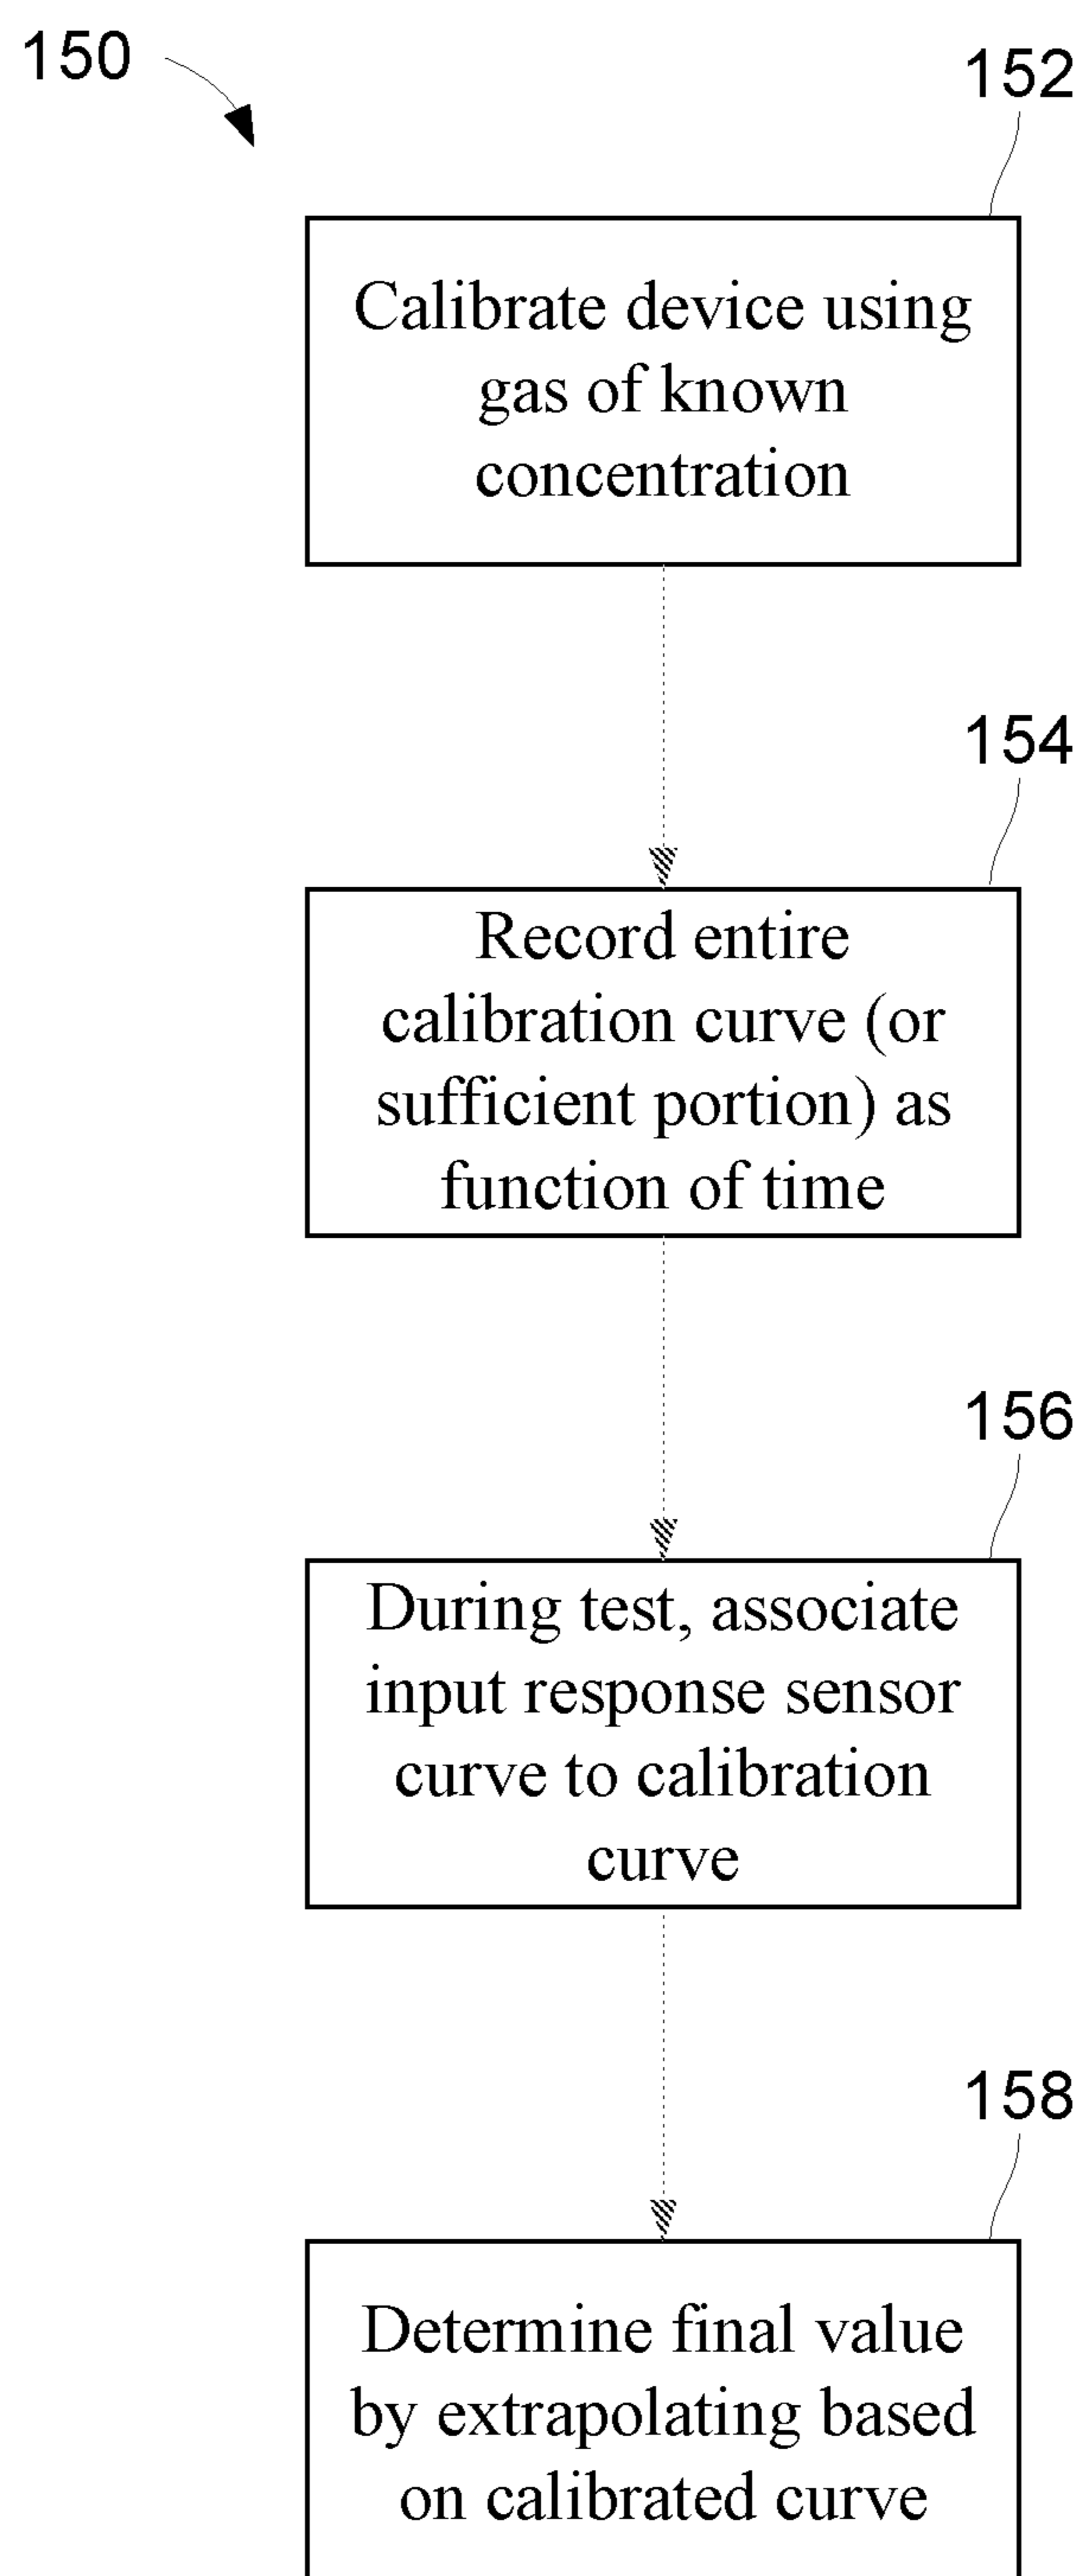 150
152
Calibrate device using
gas of known
concentration
154
Record entire
calibration curve (or
sufficient portion) as
function of time
156
During test, associate
input response sensor
curve to calibration
curve
158
Determine final value
by extrapolating based
on calibrated curve